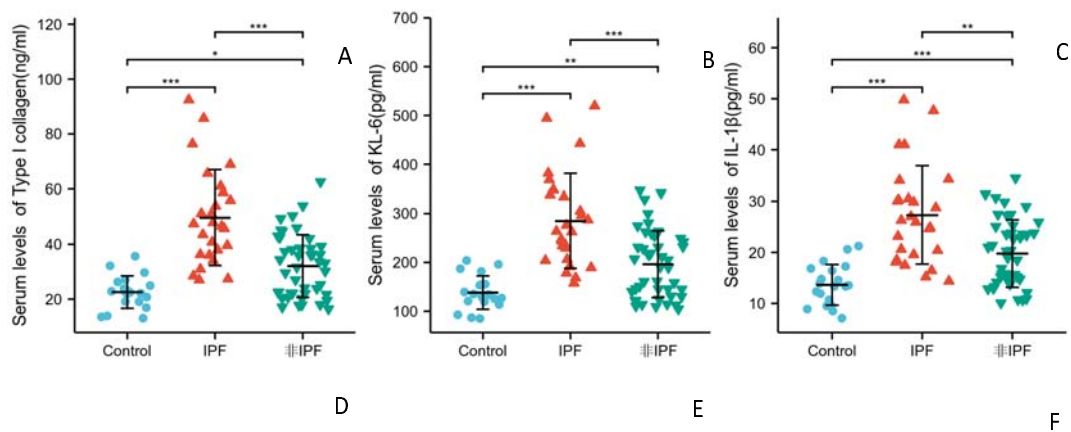 Serum levels of Type I collagen(ng/ml)
120
100
80
60
40
20
***
*
***
A
Control
IPF
非IPF
Serum levels of KL-6(pg/ml)
700
600
500
400
300
200
100
***
**
***
B
Control
IPF
非IPF
Serum levels of IL-1β(pg/ml)
60
50
40
30
20
10
**
***
***
C
Control
IPF
非IPF
D
E
F